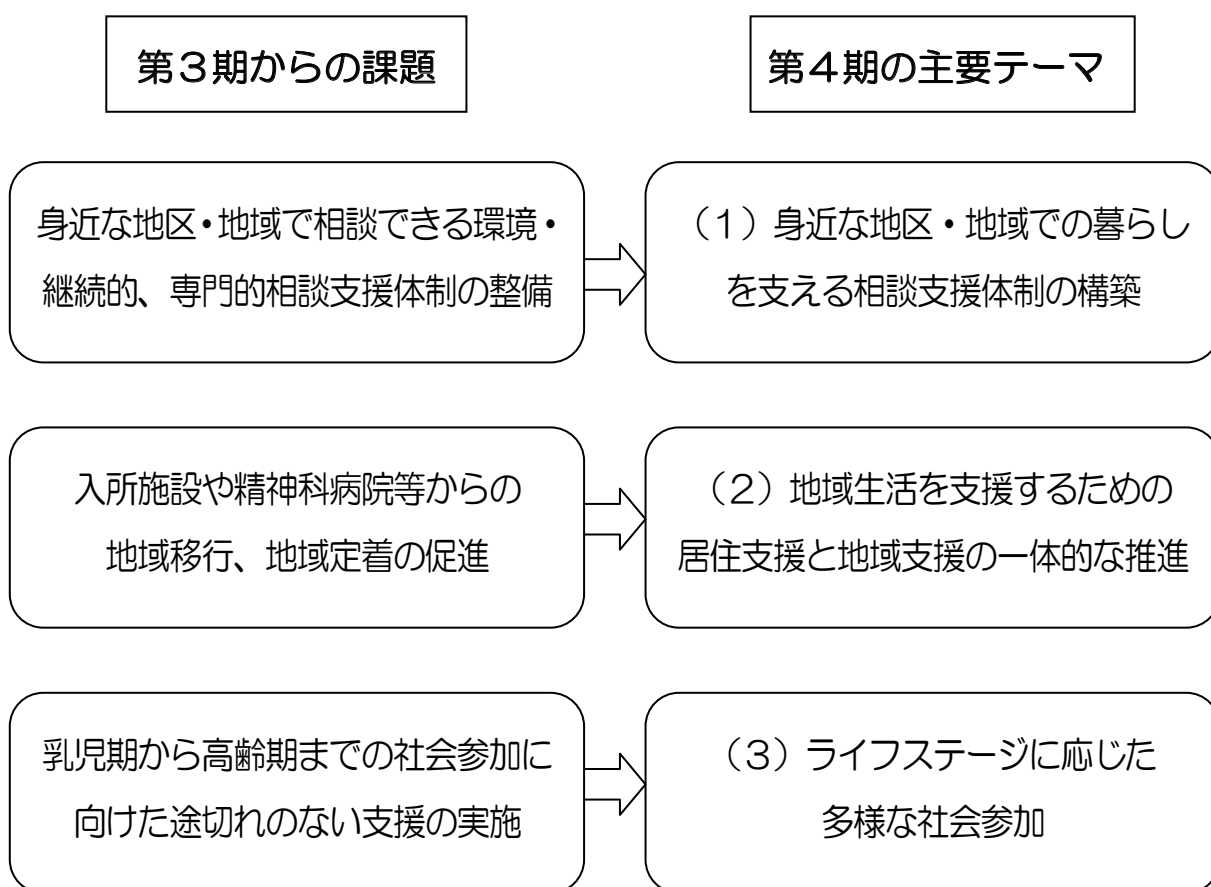 第３期からの課題
第４期の主要テーマ
身近な地区・地域で相談できる環境・
継続的、専門的相談支援体制の整備
（１）身近な地区・地域での暮らし
を支える相談支援体制の構築
入所施設や精神科病院等からの
地域移行、地域定着の促進
（２）地域生活を支援するための
居住支援と地域支援の一体的な推進
乳児期から高齢期までの社会参加に
向けた途切れのない支援の実施
（３）ライフステージに応じた
多様な社会参加